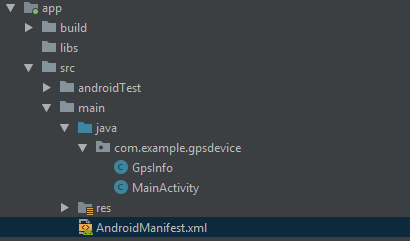 app
build
libs
src
androidTest
main
java
com.example.gpsdevice
GpsInfo
MainActivity
res
AndroidManifest.xml